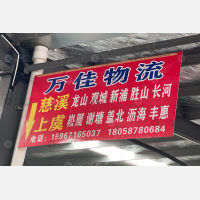 万佳物流
慈溪 龙山 观城 新浦 胜山 长河
上虞 崧厦 谢塘 盖北 沥海 丰惠
电话：15967165037 18058780684